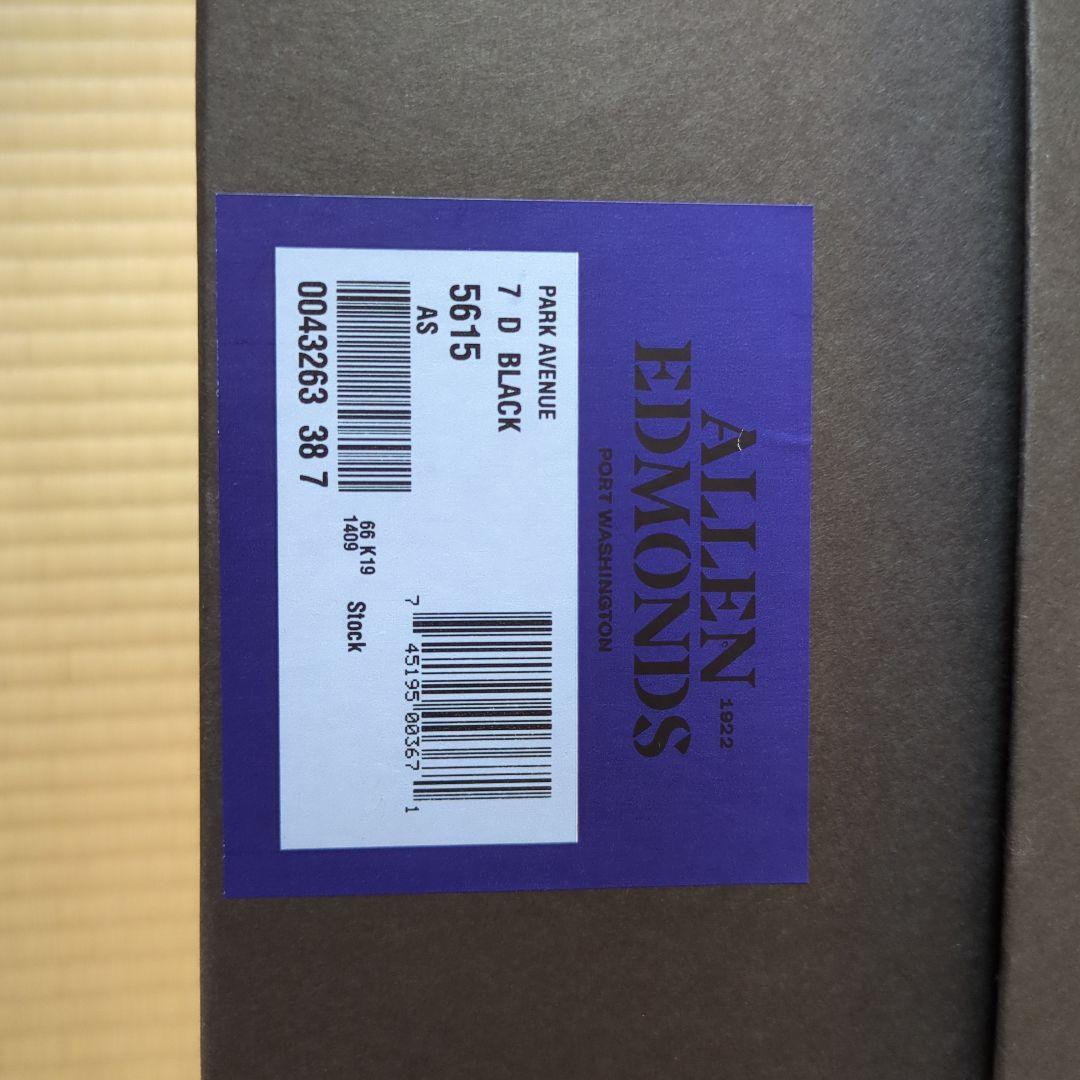 ALLEN 1922
EDMONDS
PORT WASHINGTON
PARK AVENUE
7 D BLACK
5615
AS
0043263 38 7
66 K19
1409
Stock
7 45195 00367 1